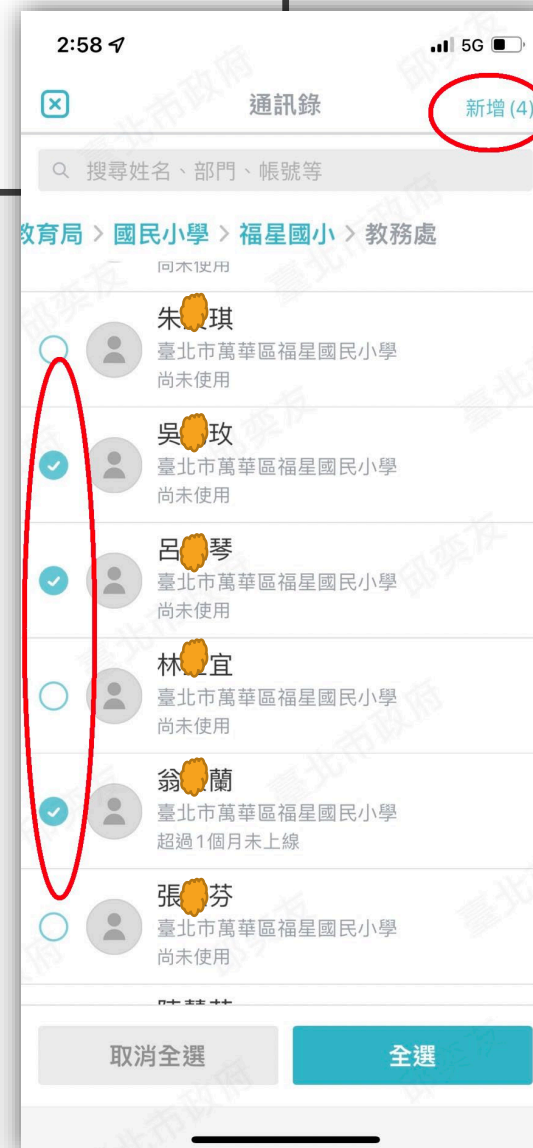 2:58
5G
通訊錄
新增(4)
搜尋姓名、部門、帳號等
教育局 > 國民小學 > 福星國小 > 教務處
尚未使用
朱 琪
臺北市萬華區福星國民小學
尚未使用
吳 玫
臺北市萬華區福星國民小學
尚未使用
呂 琴
臺北市萬華區福星國民小學
尚未使用
林 宜
臺北市萬華區福星國民小學
尚未使用
翁 蘭
臺北市萬華區福星國民小學
超過1個月未上線
張 芬
臺北市萬華區福星國民小學
尚未使用
取消全選
全選